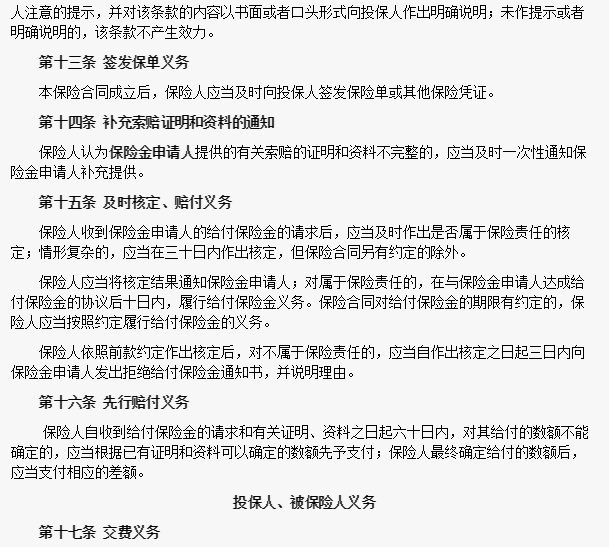 人注意的提示，并对该条款的内容以书面或者口头形式向投保人作出明确说明；未作提示或者
明确说明的，该条款不产生效力。
第十三条 签发保单义务
本保险合同成立后，保险人应当及时向投保人签发保险单或其他保险凭证。
第十四条 补充索赔证明和资料的通知
保险人认为保险金申请人提供的有关索赔的证明和资料不完整的，应当及时一次性通知保
险金申请人补充提供。
第十五条 及时核定、赔付义务
保险人收到保险金申请人的给付保险金的请求后，应当及时作出是否属于保险责任的核
定；情形复杂的，应当在三十日内作出核定，但保险合同另有约定的除外。
保险人应当将核定结果通知保险金申请人；对属于保险责任的，在与保险金申请人达成给
付保险金的协议后十日内，履行给付保险金义务。保险合同对给付保险金的期限有约定的，保
险人应当按照约定履行给付保险金的义务。
保险人依照前款约定作出核定后，对不属于保险责任的，应当自作出核定之日起三日内向
保险金申请人发出拒绝给付保险金通知书，并说明理由。
第十六条 先行赔付义务
保险人自收到给付保险金的请求和有关证明、资料之日起六十日内，对其给付的数额不能
确定的，应当根据已有证明和资料可以确定的数额先予支付；保险人最终确定给付的数额后，
应当支付相应的差额。
投保人、被保险人义务
第十七条 交费义务